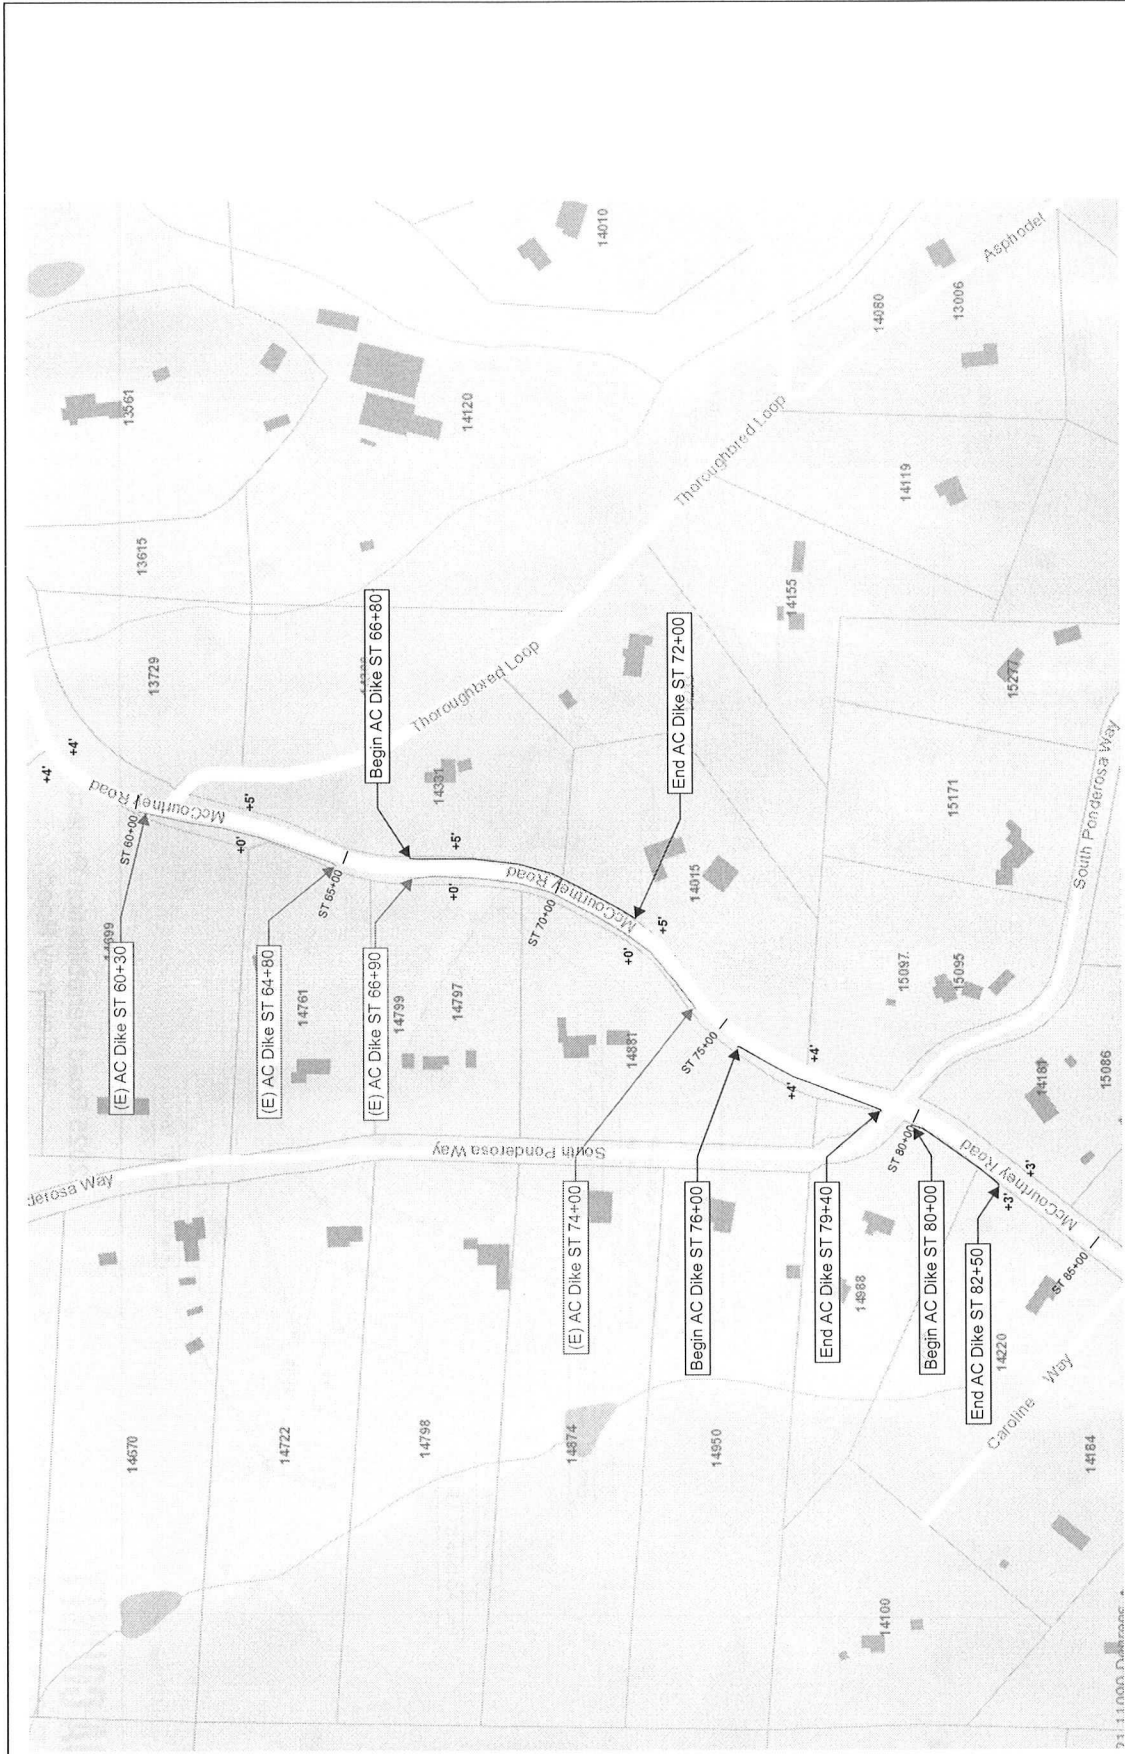 13561
13615
13729
14010
14120
14080
13006
Asphodel
Thoroughbred Loop
14119
14155
15277
Thoroughbred Loop
McCourtney Road
+4'
+4'
ST 60+00
+5'
+0'
(E) AC Dike ST 60+30
14699
ST 65+00
(E) AC Dike ST 64+80
14761
Begin AC Dike ST 66+80
14331
+5'
+0'
(E) AC Dike ST 66+90
14799
14797
McCourtney Road
ST 70+00
End AC Dike ST 72+00
14015
+5'
+0'
14881
(E) AC Dike ST 74+00
ST 75+00
Begin AC Dike ST 76+00
+4'
+4'
End AC Dike ST 79+40
ST 80+00
Begin AC Dike ST 80+00
End AC Dike ST 82+50
+3'
+3'
McCourtney Road
ST 85+00
15171
South Ponderosa Way
15097
15095
14181
15086
South Ponderosa Way
derosa Way
14670
14722
14798
14874
14950
14988
14220
Caroline Way
14184
14100